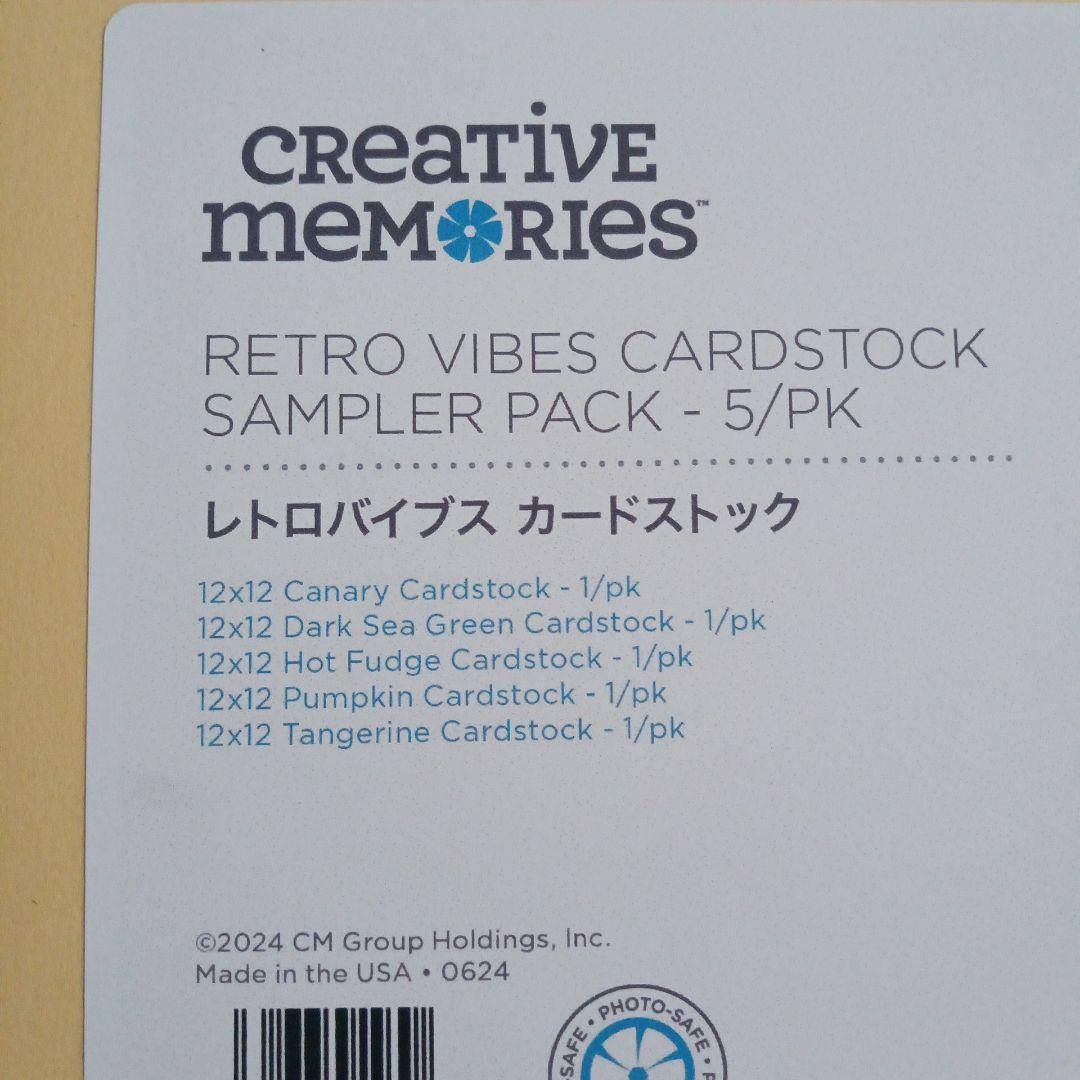 CREATIVE
MEMORIES™
RETRO VIBES CARDSTOCK
SAMPLER PACK - 5/PK
レトロバイブス カードストック
12x12 Canary Cardstock - 1/pk
12x12 Dark Sea Green Cardstock - 1/pk
12x12 Hot Fudge Cardstock - 1/pk
12x12 Pumpkin Cardstock - 1/pk
12x12 Tangerine Cardstock - 1/pk
©2024 CM Group Holdings, Inc.
Made in the USA • 0624
-SAFE • PHOTO-SAFE • P